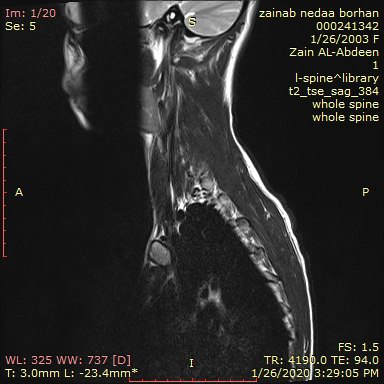 Im: 1/20
Se: 5
S
zainab nedaa borhan
000241342
1/26/2003 F
Zain AL-Abdeen
1
l-spine^library
t2_tse_sag_384
whole spine
whole spine
A
P
WL: 325 WW: 737 [D]
T: 3.0mm L: -23.4mm*
I
FS: 1.5
TR: 4190.0 TE: 94.0
1/26/2020 3:29:05 PM